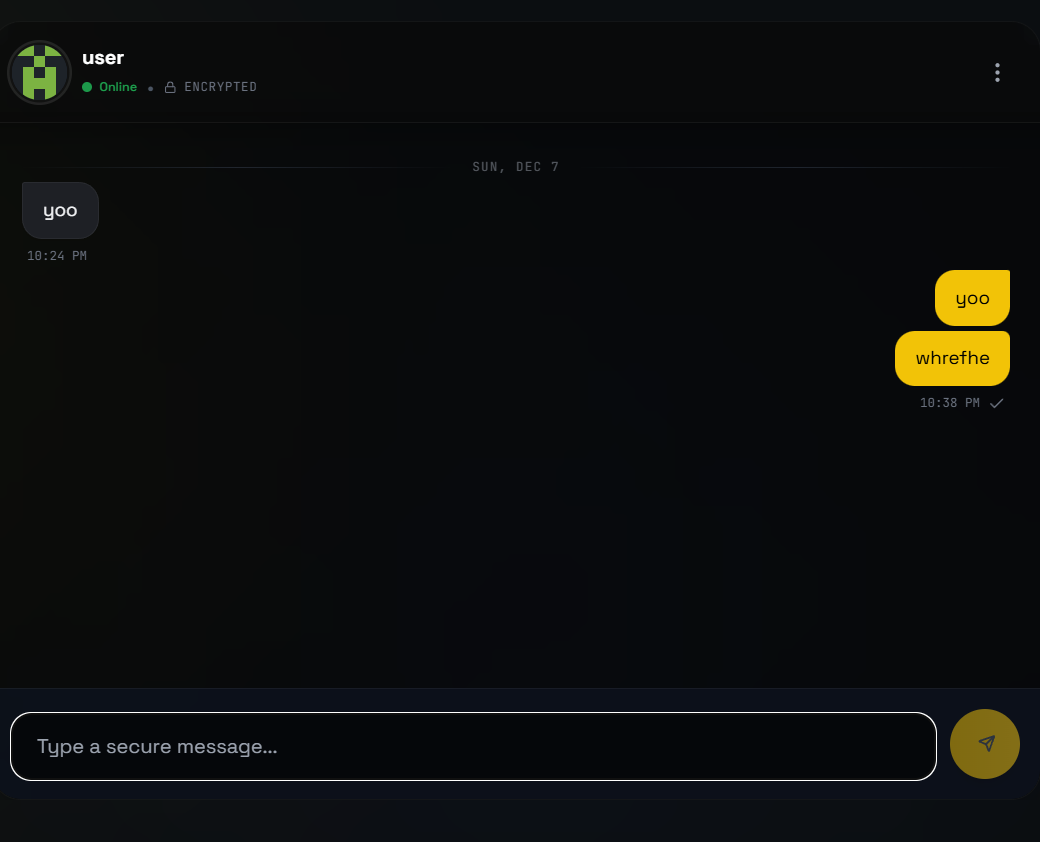 user
Online • ENCRYPTED
SUN, DEC 7
yoo
10:24 PM
yoo
whrefhe
10:38 PM
Type a secure message...